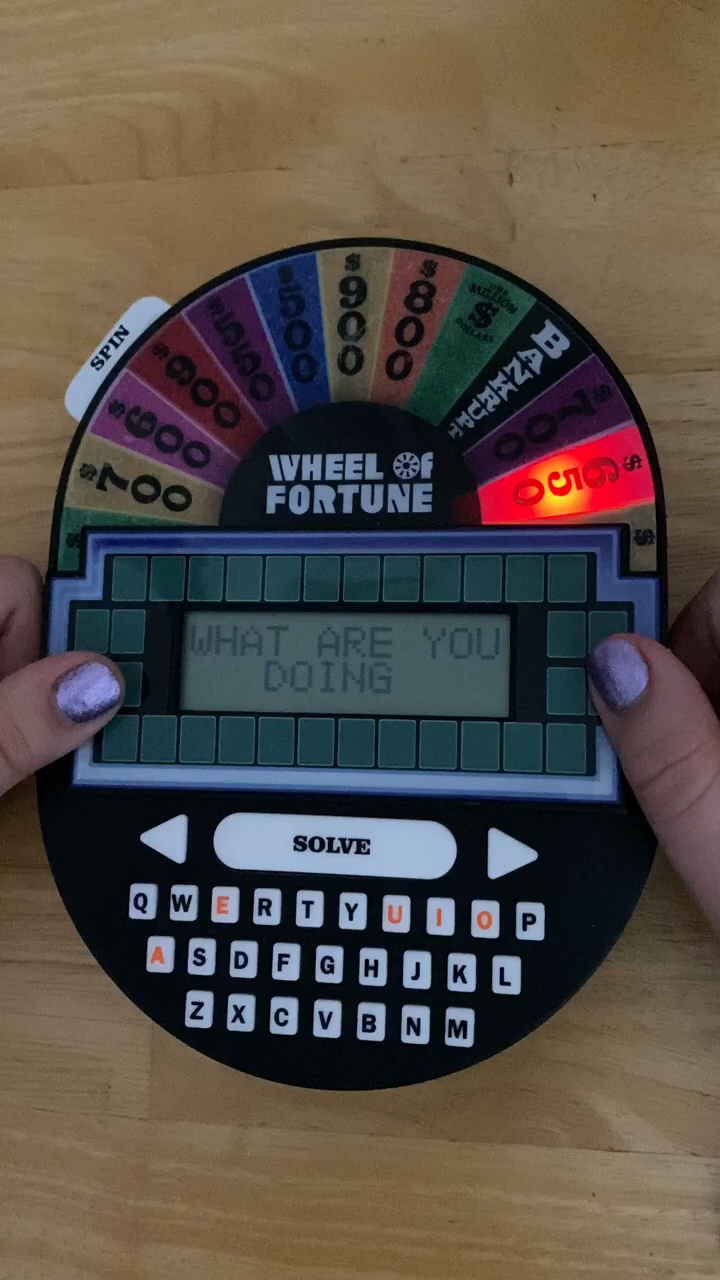 SPIN
$700
$600
$900
$550
$500
$900
$800
ONE
MILLION
$
DOLLARS
BANKRUPT
$700
$650
$
$
WHEEL OF
FORTUNE
WHAT ARE YOU
DOING
SOLVE
Q W E R T Y U I O P
A S D F G H J K L
Z X C V B N M